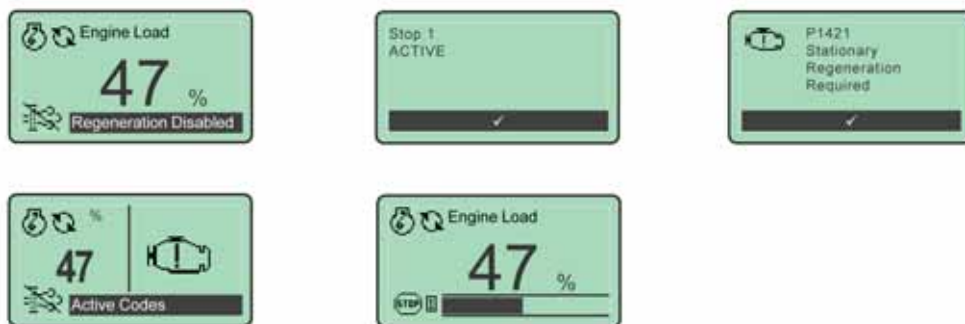 Engine Load
47 %
Regeneration Disabled
Stop 1
ACTIVE
P1421
Stationary
Regeneration
Required
%
47
Active Codes
Engine Load
47 %
STOP